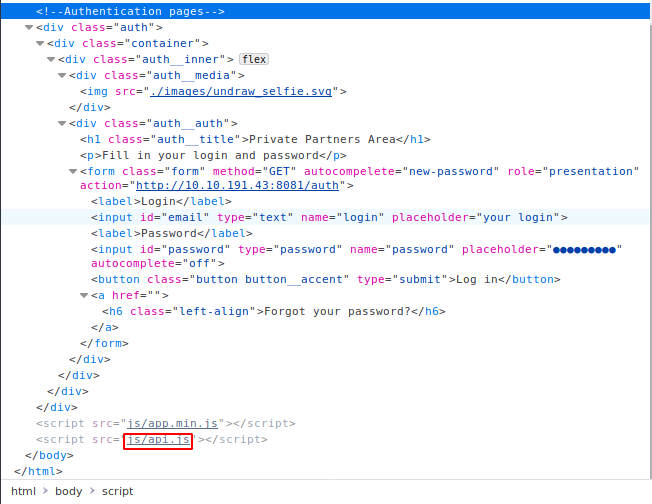 <!--Authentication pages-->
<div class="auth">
<div class="container">
<div class="auth__inner"> flex
<div class="auth__media">
<img src="./images/undraw_selfie.svg">
</div>
<div class="auth__auth">
<h1 class="auth__title">Private Partners Area</h1>
<p>Fill in your login and password</p>
<form class="form" method="GET" autocompelete="new-password" role="presentation"
action="http://10.10.191.43:8081/auth">
<label>Login</label>
<input id="email" type="text" name="login" placeholder="your login">
<label>Password</label>
<input id="password" type="password" name="password" placeholder="●●●●●●●●●"
autocomplete="off">
<button class="button button__accent" type="submit">Log in</button>
<a href="">
<h6 class="left-align">Forgot your password?</h6>
</a>
</form>
</div>
</div>
</div>
</div>
<script src="js/app.min.js"></script>
<script src="js/api.js"></script>
</body>
</html>
html > body > script